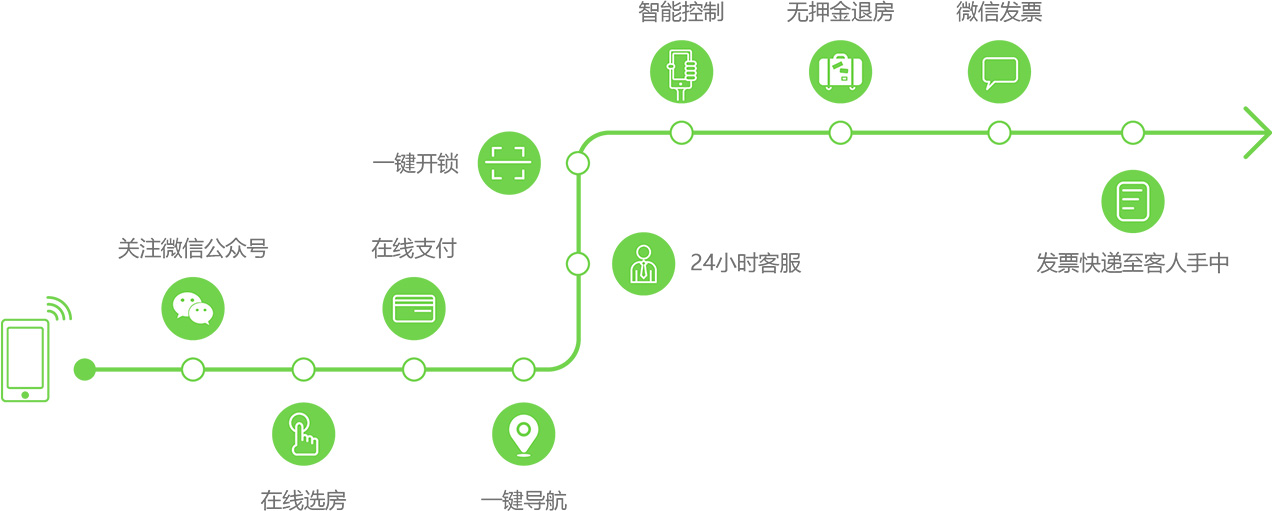 智能控制
无押金退房
微信发票
一键开锁
关注微信公众号
在线支付
24小时客服
发票快递至客人手中
在线选房
一键导航